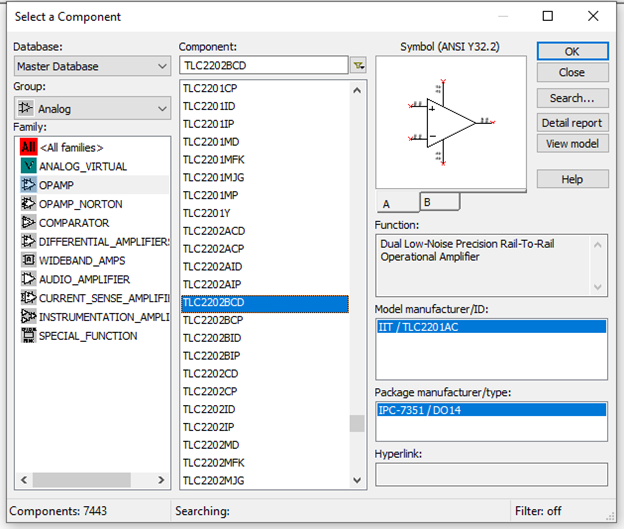 Select a Component
Database:
Master Database
Group:
Analog
Family:
All <All families>
V ANALOG_VIRTUAL
OPAMP
OPAMP_NORTON
COMPARATOR
DIFFERENTIAL_AMPLIFIERS
WIDEBAND_AMPS
AUDIO_AMPLIFIER
CURRENT_SENSE_AMPLIFI
INSTRUMENTATION_AMPLI
SPECIAL_FUNCTION
Component:
TLC2202BCD
TLC2201CP
TLC2201ID
TLC2201IP
TLC2201MD
TLC2201MFK
TLC2201MJG
TLC2201MP
TLC2201Y
TLC2202ACD
TLC2202ACP
TLC2202AID
TLC2202AIP
TLC2202BCD
TLC2202BCP
TLC2202BID
TLC2202BIP
TLC2202CD
TLC2202CP
TLC2202ID
TLC2202IP
TLC2202MD
TLC2202MFK
TLC2202MJG
Symbol (ANSI Y32.2)
A B
Function:
Dual Low-Noise Precision Rail-To-Rail
Operational Amplifier
Model manufacturer/ID:
IIT / TLC2201AC
Package manufacturer/type:
IPC-7351 / DO14
Hyperlink:
OK
Close
Search...
Detail report
View model
Help
Components: 7443
Searching:
Filter: off